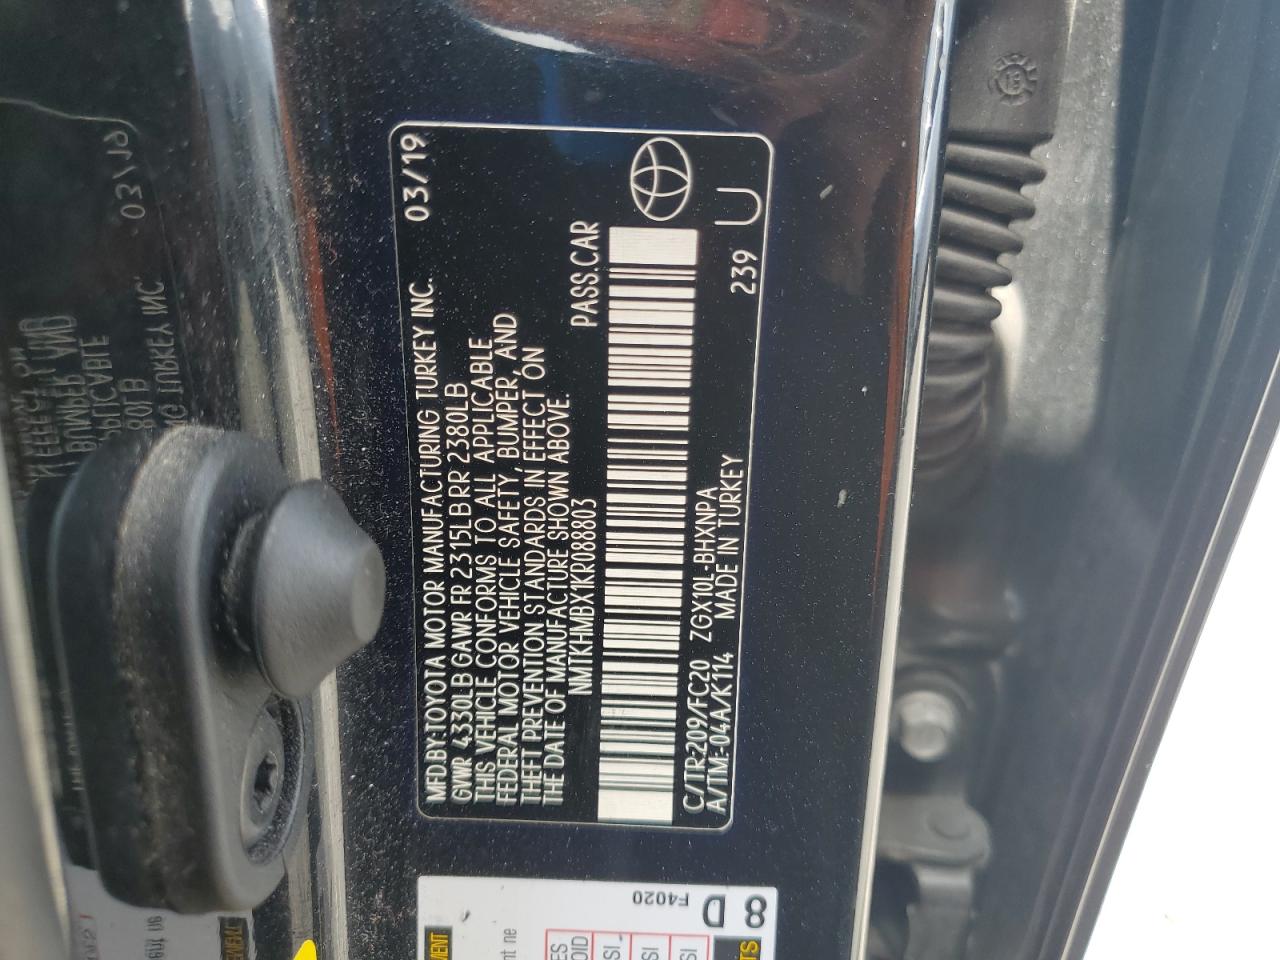 MFD.BY:TOYOTA MOTOR MANUFACTURING TURKEY INC. 03/19
GVWR 4330LB GAWR FR 2315LB RR 2380LB
THIS VEHICLE CONFORMS TO ALL APPLICABLE
FEDERAL MOTOR VEHICLE SAFETY, BUMPER, AND
THEFT PREVENTION STANDARDS IN EFFECT ON
THE DATE OF MANUFACTURE SHOWN ABOVE.
NMTKHMBX1KR088803 PASS.CAR
C/TR209/FC20 ZGX10L-BHXNPA 239
A/TM-04A/K114 MADE IN TURKEY U
8D
F4020